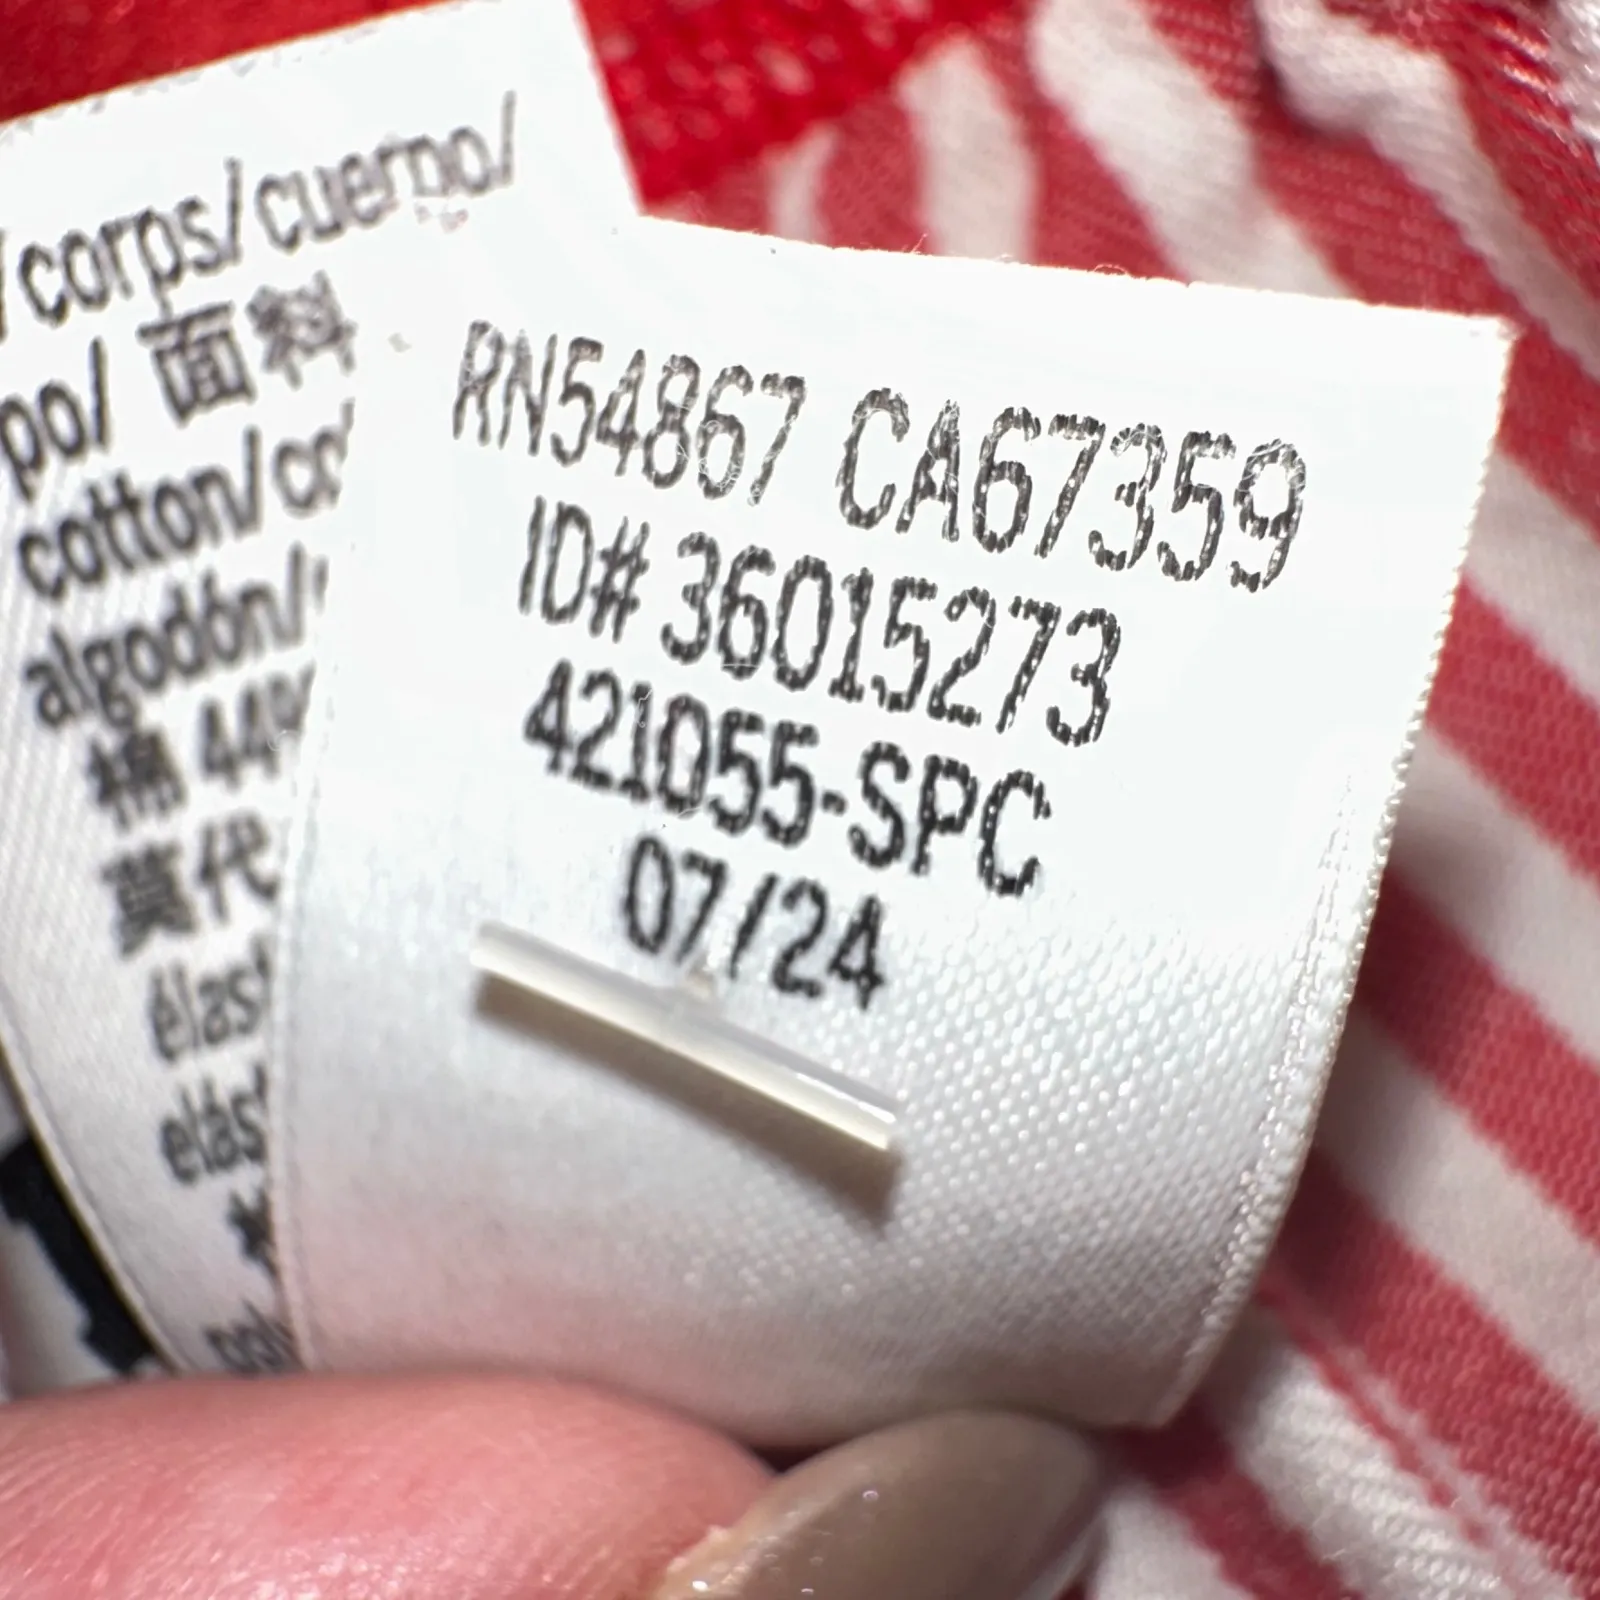 /corps/cuerpo/
po/ 面料
cotton/co
algodón/
棉 44%
莫代
élast
elás
RN54867 CA67359
ID# 36015273
421055-SPC
07/24